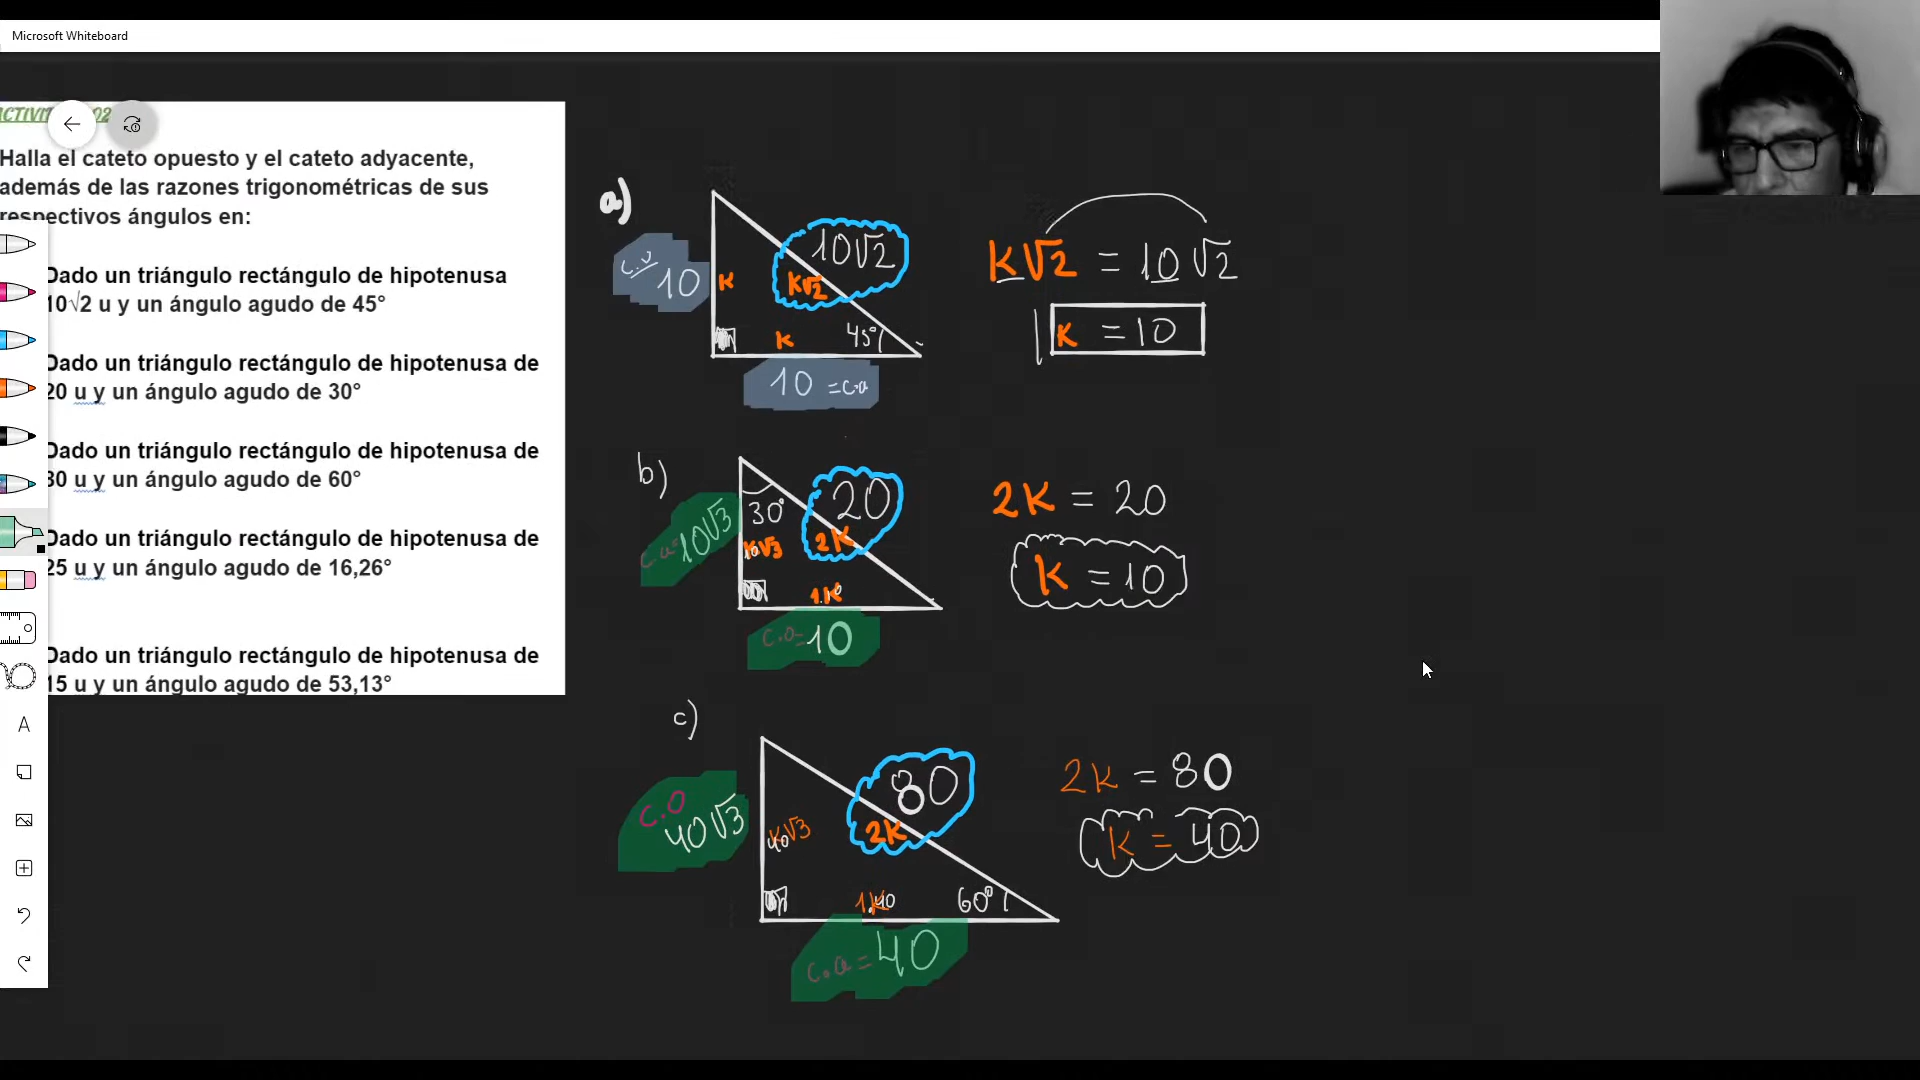 Microsoft Whiteboard
Halla el cateto opuesto y el cateto adyacente,
además de las razones trigonométricas de sus
respectivos ángulos en:
Dado un triángulo rectángulo de hipotenusa
10√2 u y un ángulo agudo de 45°
Dado un triángulo rectángulo de hipotenusa de
20 u y un ángulo agudo de 30°
Dado un triángulo rectángulo de hipotenusa de
80 u y un ángulo agudo de 60°
Dado un triángulo rectángulo de hipotenusa de
25 u y un ángulo agudo de 16,26°
Dado un triángulo rectángulo de hipotenusa de
15 u y un ángulo agudo de 53,13°
A
a)
10√2
K√2
10
K
K
45°
10 = c.a
K√2 = 10√2
K = 10
b)
20
30°
2K
c.a= 10√3
K√3
1.K
c.a= 10
2K = 20
K = 10
c)
80
2K
C.O
40√3
K√3
1.K
40
60°
c.a = 40
2K = 80
K = 40